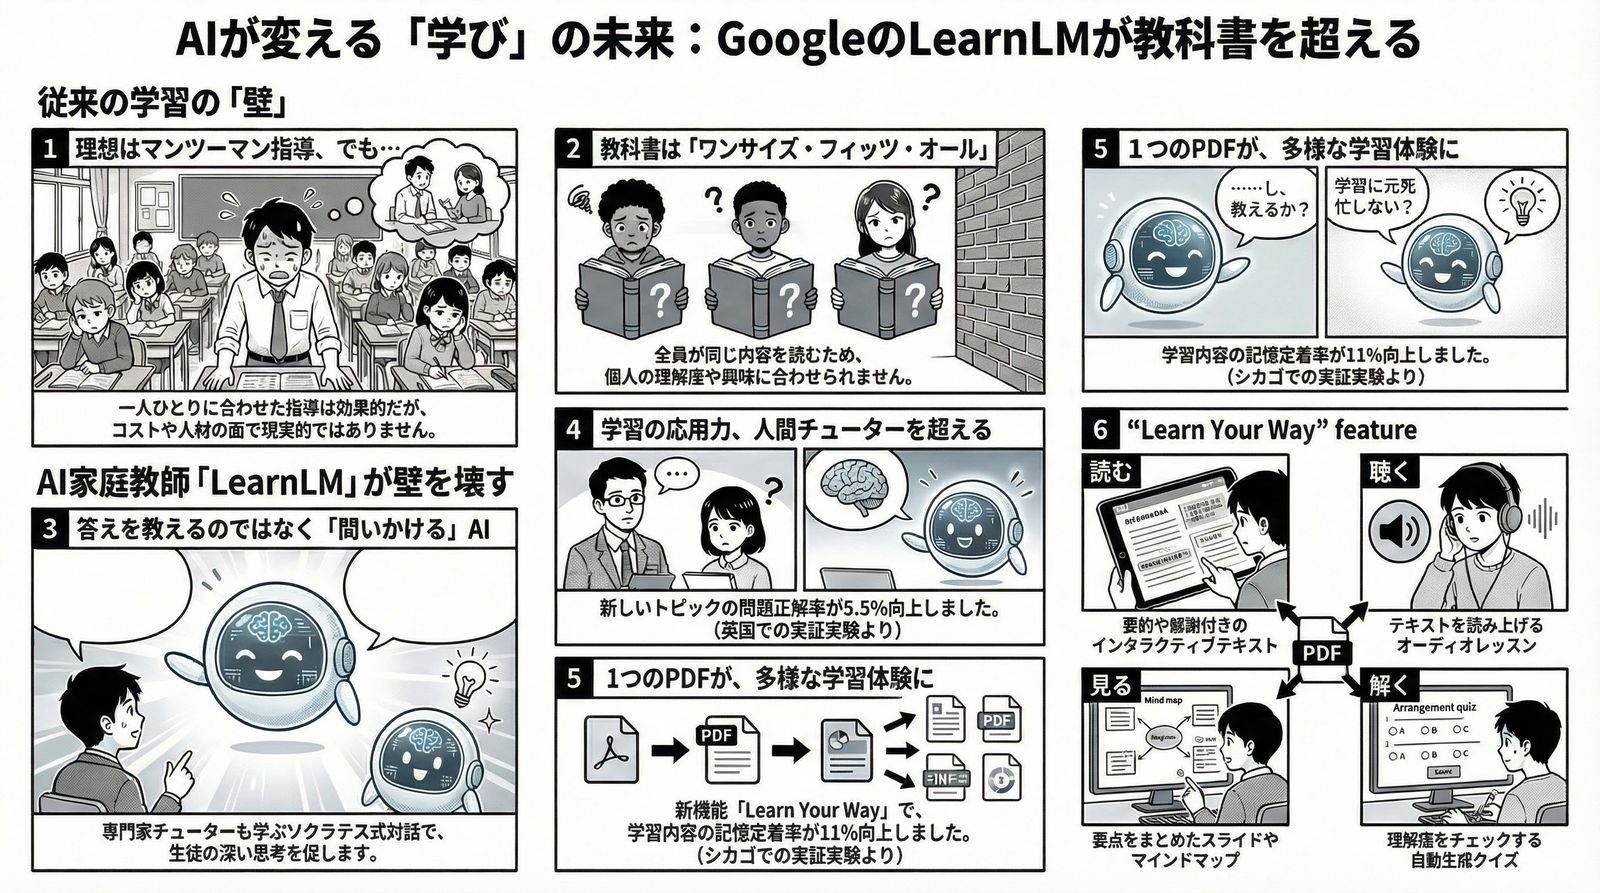 AIが変える「学び」の未来：GoogleのLearnLMが教科書を超える
従来の学習の「壁」
1 理想はマンツーマン指導、でも…
一人ひとりに合わせた指導は効果的だが、
コストや人材の面で現実的ではありません。
2 教科書は「ワンサイズ・フィッツ・オール」
?
?
?
?
?
全員が同じ内容を読むため、
個人の理解座や興味に合わせられません。
AI家庭教師「LearnLM」が壁を壊す
3 答えを教えるのではなく「問いかける」AI
専門家チューターも学ぶソクラテス式対話で、
生徒の深い思考を促します。
4 学習の応用力、人間チューターを超える
…
?
新しいトピックの問題正解率が5.5%向上しました。
（英国での実証実験より）
5 1つのPDFが、多様な学習体験に
PDF
PDF
新機能「Learn Your Way」で、
学習内容の記憶定着率が11%向上しました。
（シカゴでの実証実験より）
5 １つのPDFが、多様な学習体験に
……し、
教えるか？
学習に元死
忙しない？
学習内容の記憶定着率が11%向上しました。
（シカゴでの実証実験より）
6 “Learn Your Way” feature
読む
要的や
付きの
インタラクティブテキスト
聴く
テキストを読み上げる
オーディオレッスン
PDF
見る
Mind map
要点をまとめたスライドや
マインドマップ
解く
Arrangement quiz
A B C
A B C
をチェックする
クイズ